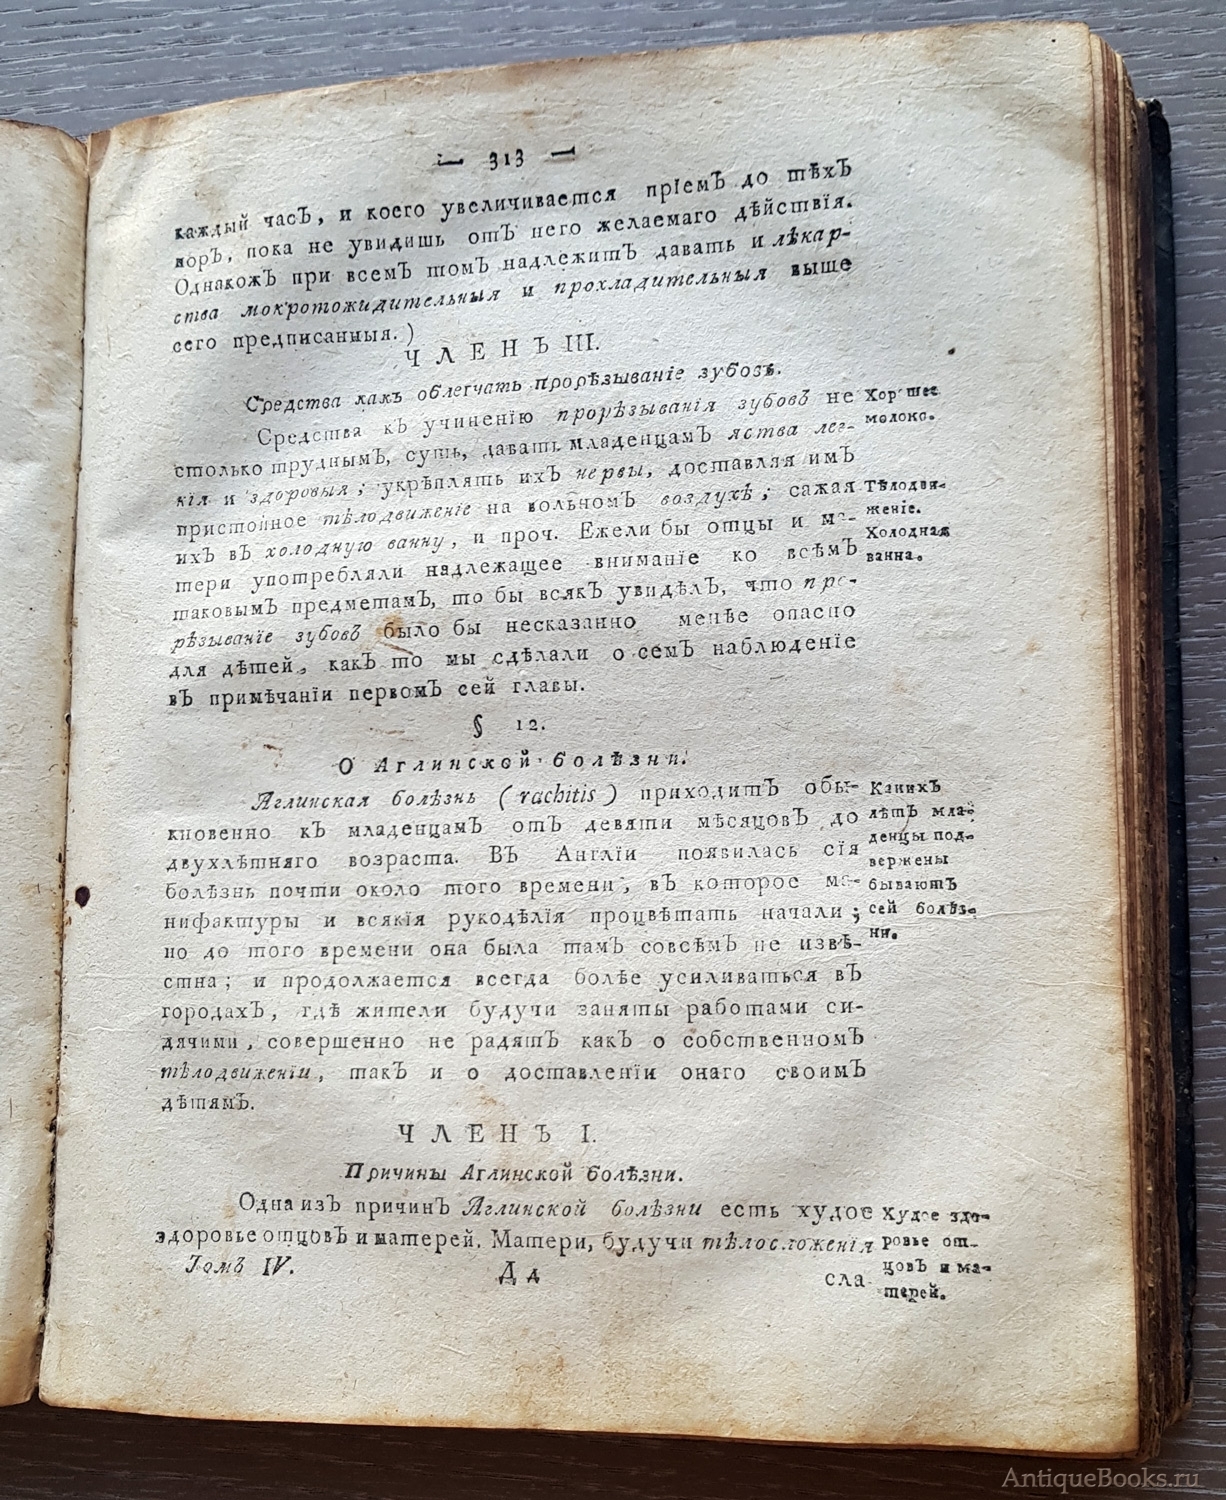 — 313 —
каждый часЪ, и коего увеличивается прІемЪ до тѣхЪ
порЪ, пока не увидишь отЪ него желаемаго дѣйствІя.
ОднакожЪ при всемЪ томЪ надлежитЪ давать и лѣкар-
ства мокротожидительныя и прохладительныя выше
сего предписанныя.)
ЧЛЕНЪ III.
Средства какЪ облегчать прорѣзыванІе зубовЪ.
Средства кЪ учиненІю прорѣзыванІя зубовЪ не
Хорошее
столько труднымЪ, суть, давать младенцамЪ яства лег-
молоко.
кІя и здоровыя; укрѣплять ихЪ нервы, доставляя имЪ
пристойное тѣлодвиженІе на вольномЪ воздухѣ; сажая
Тѣлодви-
ихЪ вЪ холодную ванну, и проч. Ежели бы отцы и ма-
женІе.
Холодная
тери употребляли надлежащее вниманІе ко всѣмЪ
ванна.
таковымЪ предметамЪ, то бы всякЪ увидѣлЪ, что про-
рѣзыванІе зубовЪ было бы несказанно менѣе опасно
для дѣтей, какЪ то мы сдѣлали о семЪ наблюденІе
вЪ примѣчанІи первомЪ сей главы.
§ 12.
О Аглинской болѣзни.
Аглинская болѣзнь (rachitis) приходитЪ обы-
КакихЪ
кновенно кЪ младенцамЪ отЪ девяти мѣсяцовЪ до
лѣтЪ мла-
двухлѣтняго возраста. ВЪ АнглІи появилась сІя
денцы под-
вержены
болѣзнь почти около того времени, вЪ которое ма-
бываютЪ
нифактуры и всякІя рукодѣлІя процвѣтать начали;
сей болѣз-
но до того времени она была тамЪ совсѣмЪ не извѣ-
ни.
стна; и продолжается всегда болѣе усиливаться вЪ
городахЪ, гдѣ жители будучи заняты работами си-
дячими, совершенно не радятЪ какЪ о собственномЪ
тѣлодвиженІи, такЪ и о доставленІи онаго своимЪ
дѣтямЪ.
ЧЛЕНЪ I.
Причины Аглинской болѣзни.
Одна изЪ причинЪ Аглинской болѣзни есть худое
Худое здо-
здоровье отцовЪ и матерей. Матери, будучи тѣлосложенІя
ровье от-
ТомЪ IV.
Дд
сла-
цовЪ и ма-
терей.
AntiqueBooks.ru